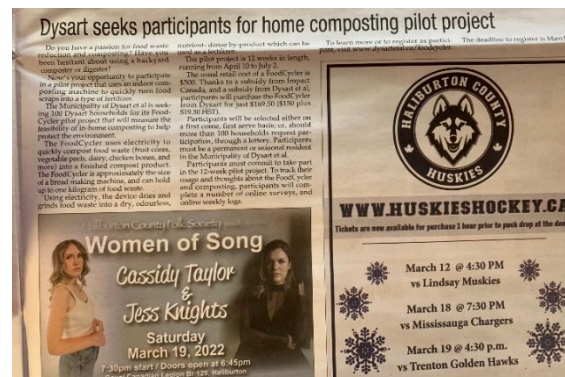 Dysart seeks participants for home composting pilot project
Do you have a passion for food waste
reduction and composting? Have you
been hesitant about using a backyard
composter or digester?
Now's your opportunity to participate
in a pilot project that uses an indoor com-
posting machine to quickly turn food
scraps into a type of fertilizer.
The Municipality of Dysart et al is seek-
ing 100 Dysart households for its Food-
Cycler pilot project that will measure the
feasibility of in-home composting to help
protect the environment.
The FoodCycler uses electricity to
quickly compost food waste (fruit cores,
vegetable peels, dairy, chicken bones, and
more) into a finished compost product.
The FoodCycler is approximately the size
of a bread making machine, and can hold
up to one kilogram of food waste.
Using electricity, the device dries and
grinds food waste into a dry, odourless,
nutrient- dense by-product which can be
used as a fertilizer.
The pilot project is 12 weeks in length,
running from April 10 to July 2.
The usual retail cost of a FoodCycler is
$500. Thanks to a subsidy from Impact
Canada, and a subsidy from Dysart et al,
participants will purchase the FoodCycler
from Dysart for just $169.50 ($150 plus
$19.50 HST).
Participants will be selected either on
a first come, first serve basis; or, should
more than 100 households request par-
ticipation, through a lottery. Participants
must be a permanent or seasonal resident
in the Municipality of Dysart et al.
Participants must commit to take part
in the 12-week pilot project. To track their
usage and thoughts about the FoodCycler
and composting, participants will com-
plete a number of online surveys, and
online weekly logs.
To learn more or to register as partici-
pant, visit www.dysartetal.ca/foodcycler.
The deadline to register is March
HALIBURTON COUNTY
HUSKIES
WWW.HUSKIESHOCKEY.CA
Tickets are now available for purchase 1 hour prior to puck drop at the door
March 12 @ 4:30 PM
vs Lindsay Muskies
March 18 @ 7:30 PM
vs Mississauga Chargers
March 19 @ 4:30 p.m.
vs Trenton Golden Hawks
Haliburton County Folk Society
Women of Song
Cassidy Taylor
&
Jess Knights
Saturday
March 19, 2022
7:30pm start / Doors open at 6:45pm
Royal Canadian Legion Br 129, Haliburton